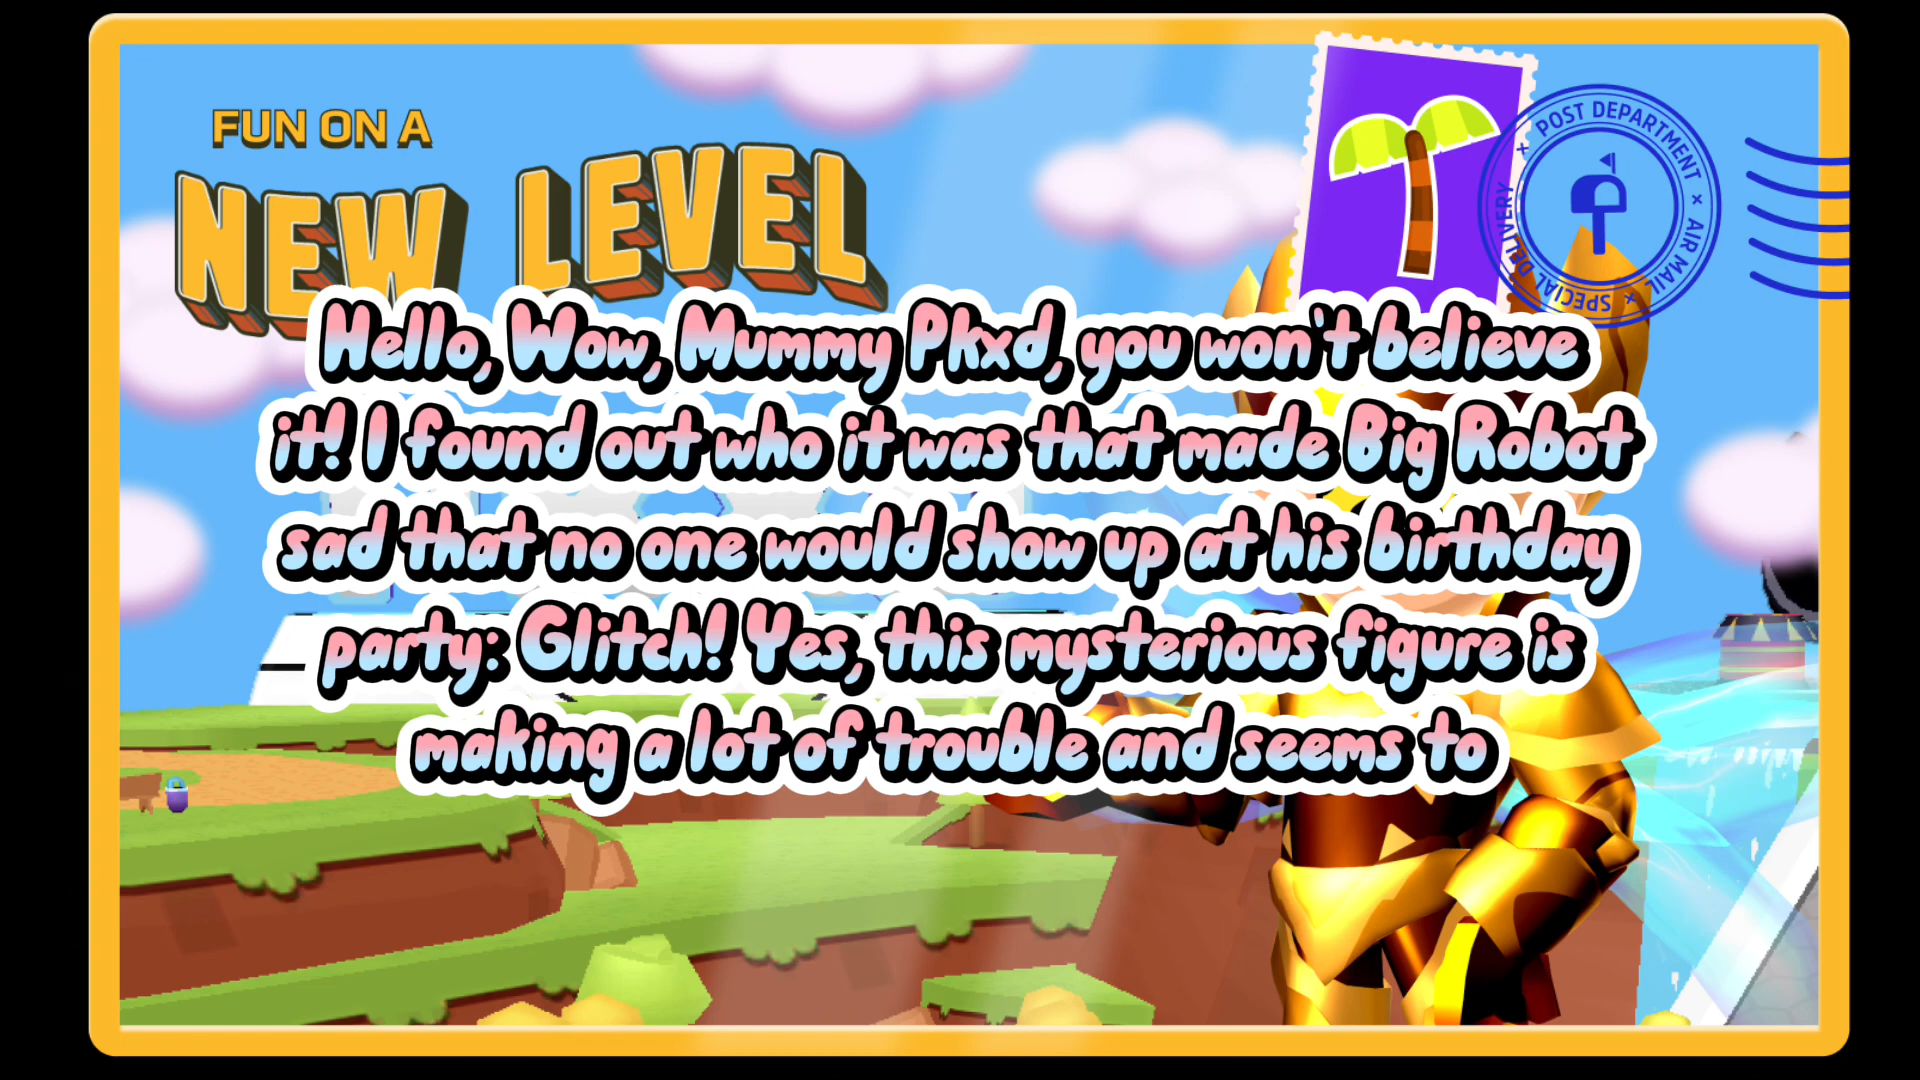 FUN ON A
NEW LEVEL
× POST DEPARTMENT × AIR MAIL × SPECIAL DELIVERY
Hello, Wow, Mummy Pkxd, you won't believe
it! I found out who it was that made Big Robot
sad that no one would show up at his birthday
party: Glitch! Yes, this mysterious figure is
making a lot of trouble and seems to